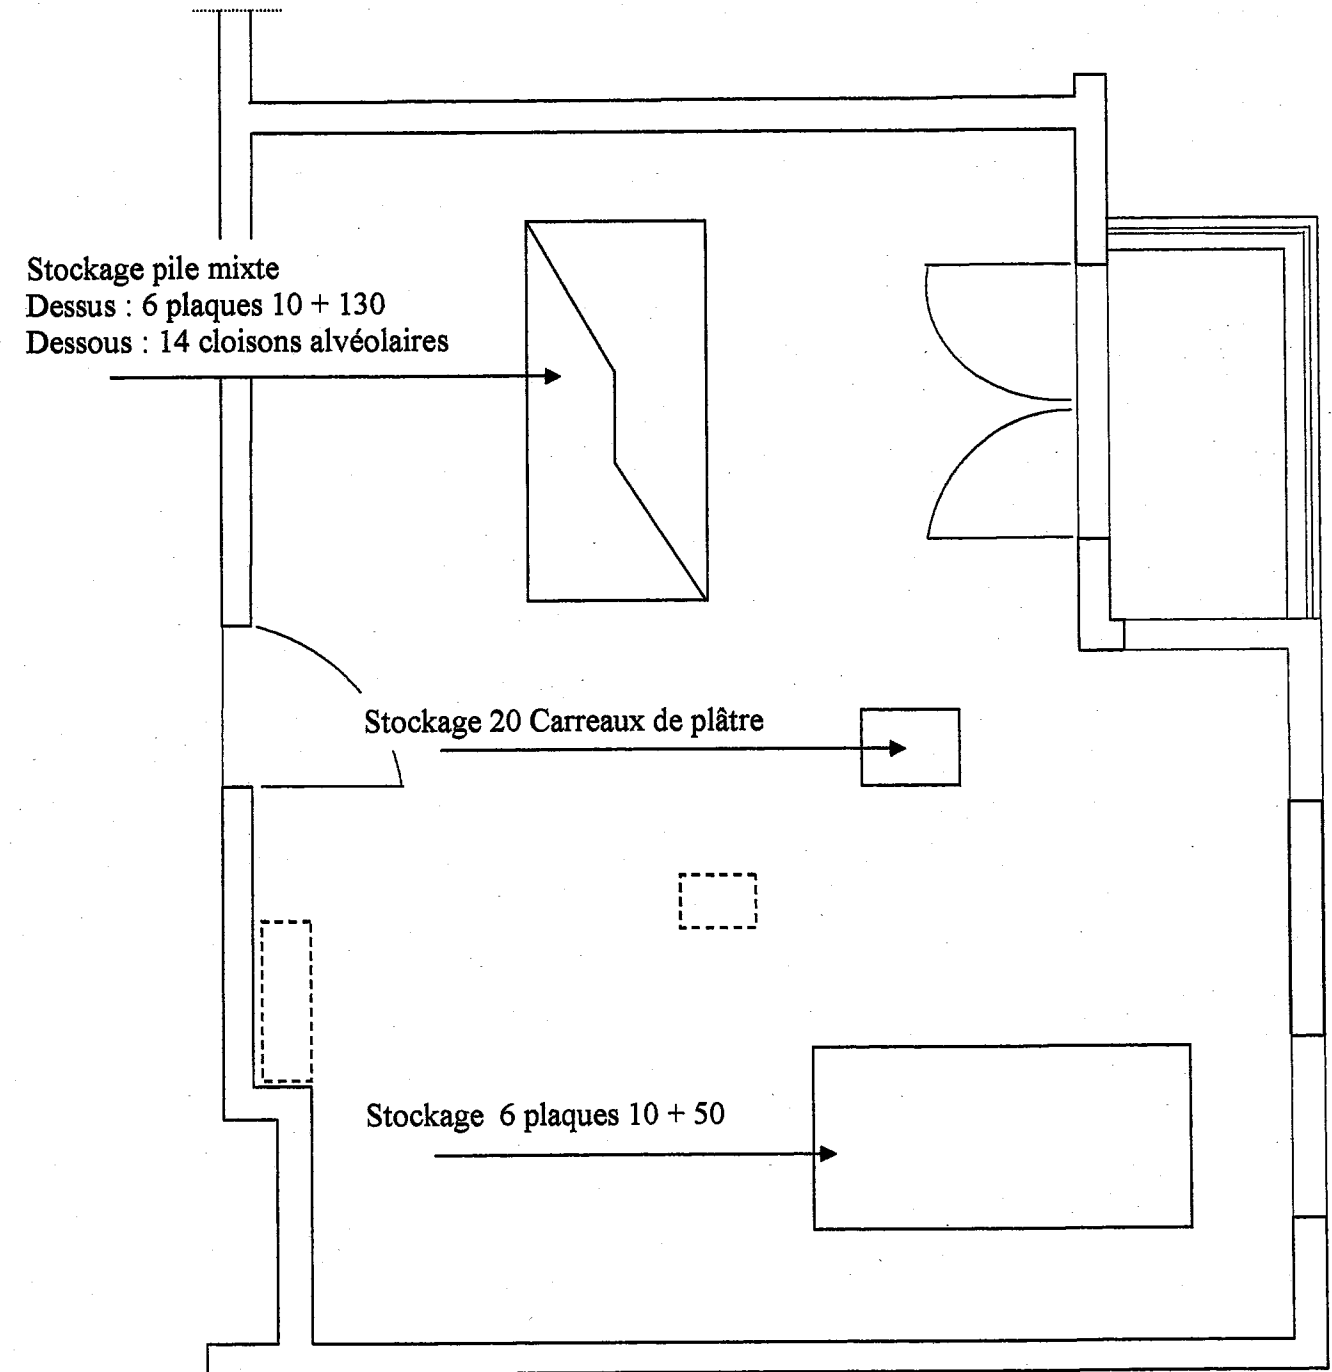 Stockage pile mixte
Dessus : 6 plaques 10 + 130
Dessous : 14 cloisons alvéolaires
Stockage 20 Carreaux de plâtre
Stockage 6 plaques 10 + 50